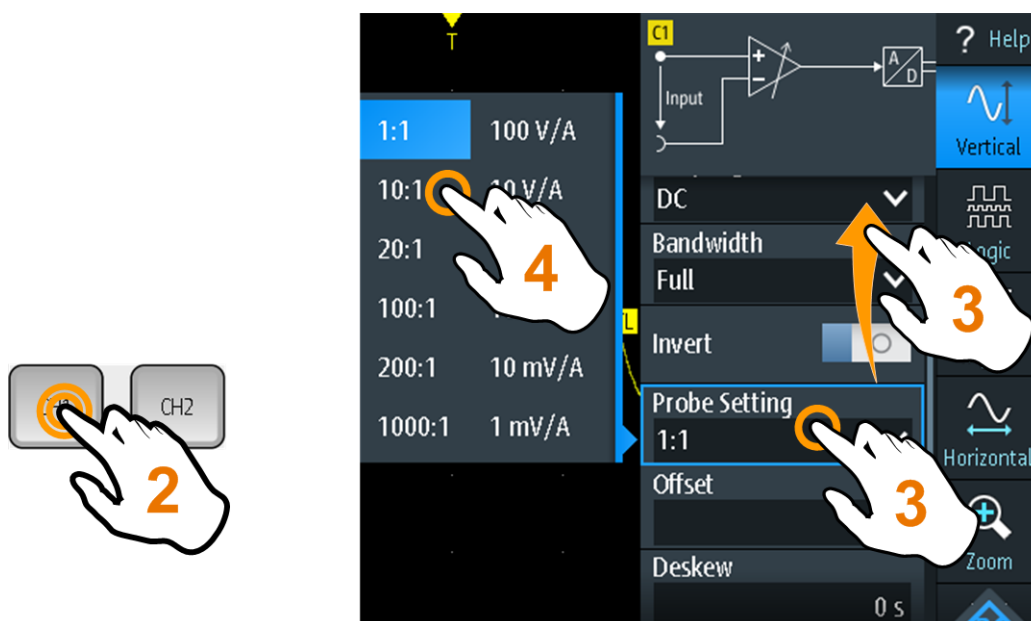 T
C1
Input
A
D
? Help
Vertical
1:1 100 V/A
10:1 10 V/A
20:1
100:1
200:1 10 mV/A
1000:1 1 mV/A
4
DC
Bandwidth
Full
3
Invert
Probe Setting
1:1
Horizontal
Offset
3
Zoom
Deskew
0 s
CH2
2